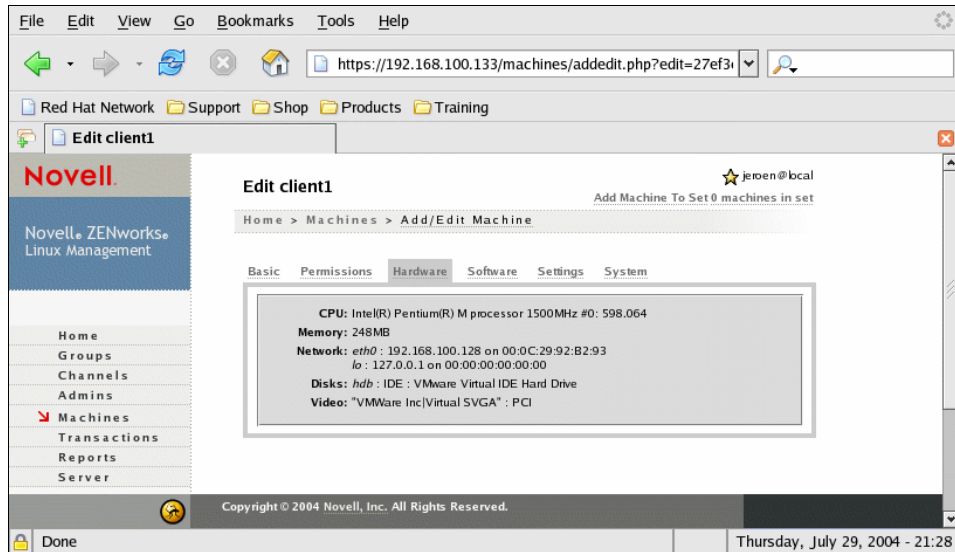 File Edit View Go Bookmarks Tools Help
https://192.168.100.133/machines/addedit.php?edit=27ef3
Red Hat Network Support Shop Products Training
Edit client1
Novell.
Novell® ZENworks®
Linux Management
Home
Groups
Channels
Admins
Machines
Transactions
Reports
Server
Edit client1
jeroen@local
Add Machine To Set 0 machines in set
Home > Machines > Add/Edit Machine
Basic Permissions Hardware Software Settings System
CPU: Intel(R) Pentium(R) M processor 1500MHz #0: 598.064
Memory: 248MB
Network: eth0 : 192.168.100.128 on 00:0C:29:92:B2:93
lo : 127.0.0.1 on 00:00:00:00:00:00
Disks: hdb : IDE : VMware Virtual IDE Hard Drive
Video: "VMWare Inc|Virtual SVGA" : PCI
Copyright © 2004 Novell, Inc. All Rights Reserved.
Done
Thursday, July 29, 2004 - 21:28